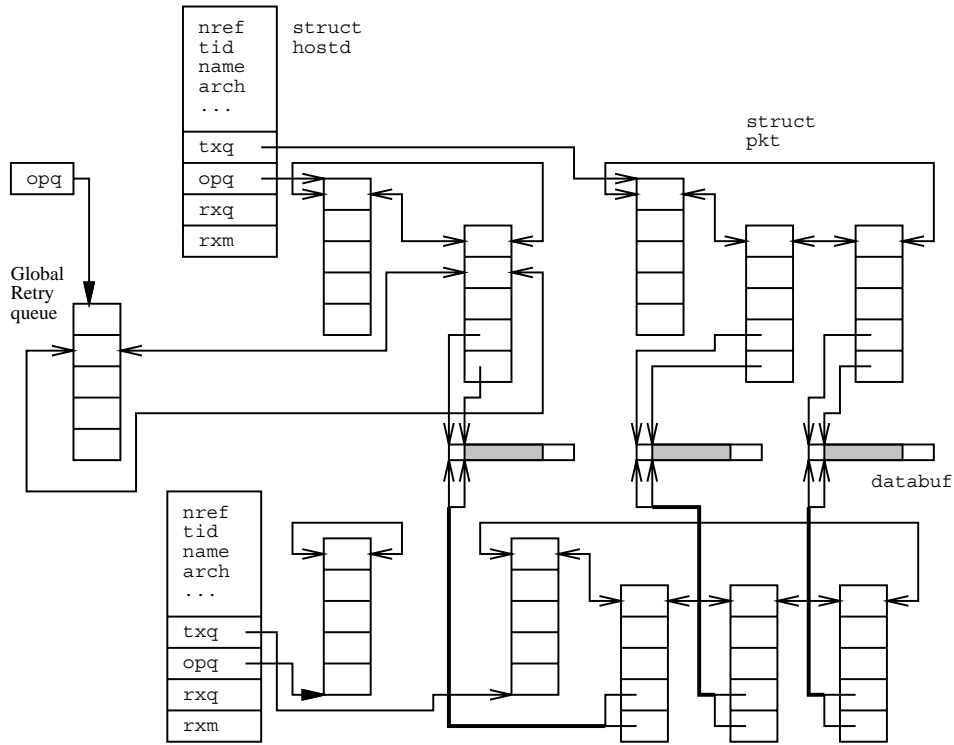 nref
tid
name
arch
...
struct
hostd
txq
opq
rxq
rxm
struct
pkt
opq
Global
Retry
queue
databuf
nref
tid
name
arch
...
txq
opq
rxq
rxm